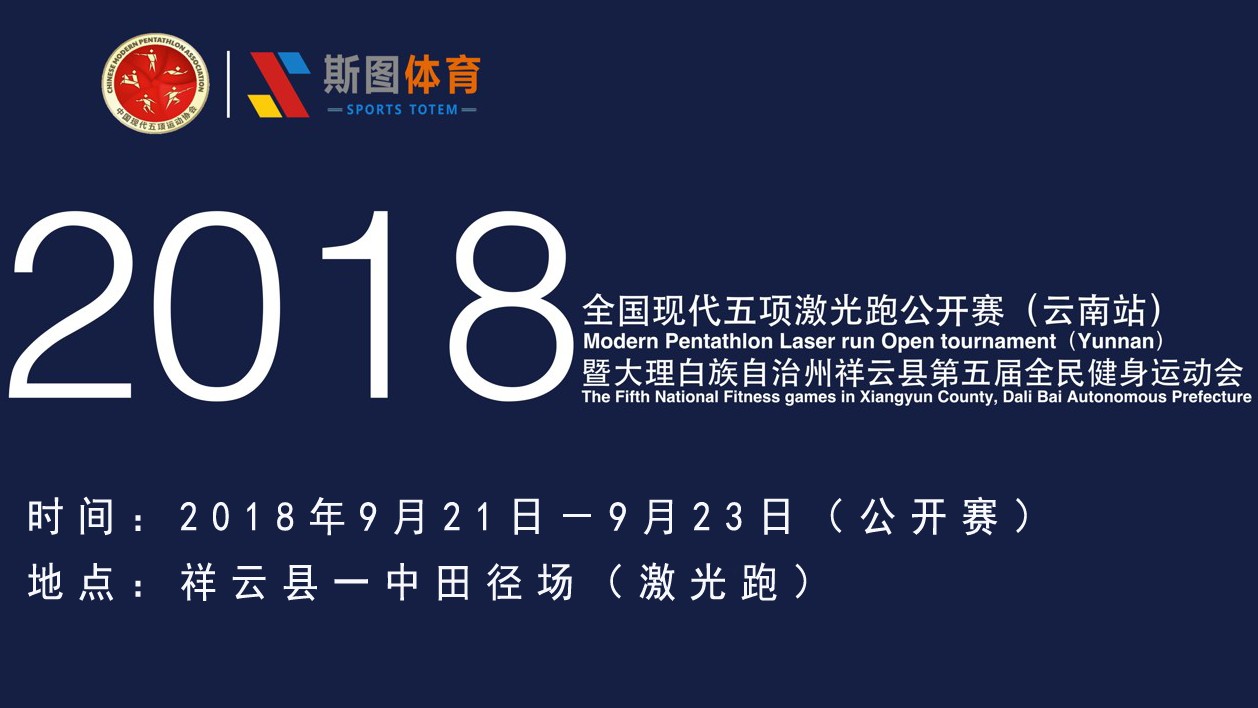 CHINESE MODERN PENTATHLON ASSOCIATION
中国现代五项运动协会
斯图体育
SPORTS TOTEM
2018
全国现代五项激光跑公开赛（云南站）
Modern Pentathlon Laser run Open tournament（Yunnan）
暨大理白族自治州祥云县第五届全民健身运动会
The Fifth National Fitness games in Xiangyun County, Dali Bai Autonomous Prefecture
时间：2018年9月21日－9月23日（公开赛）
地点：祥云县一中田径场（激光跑）